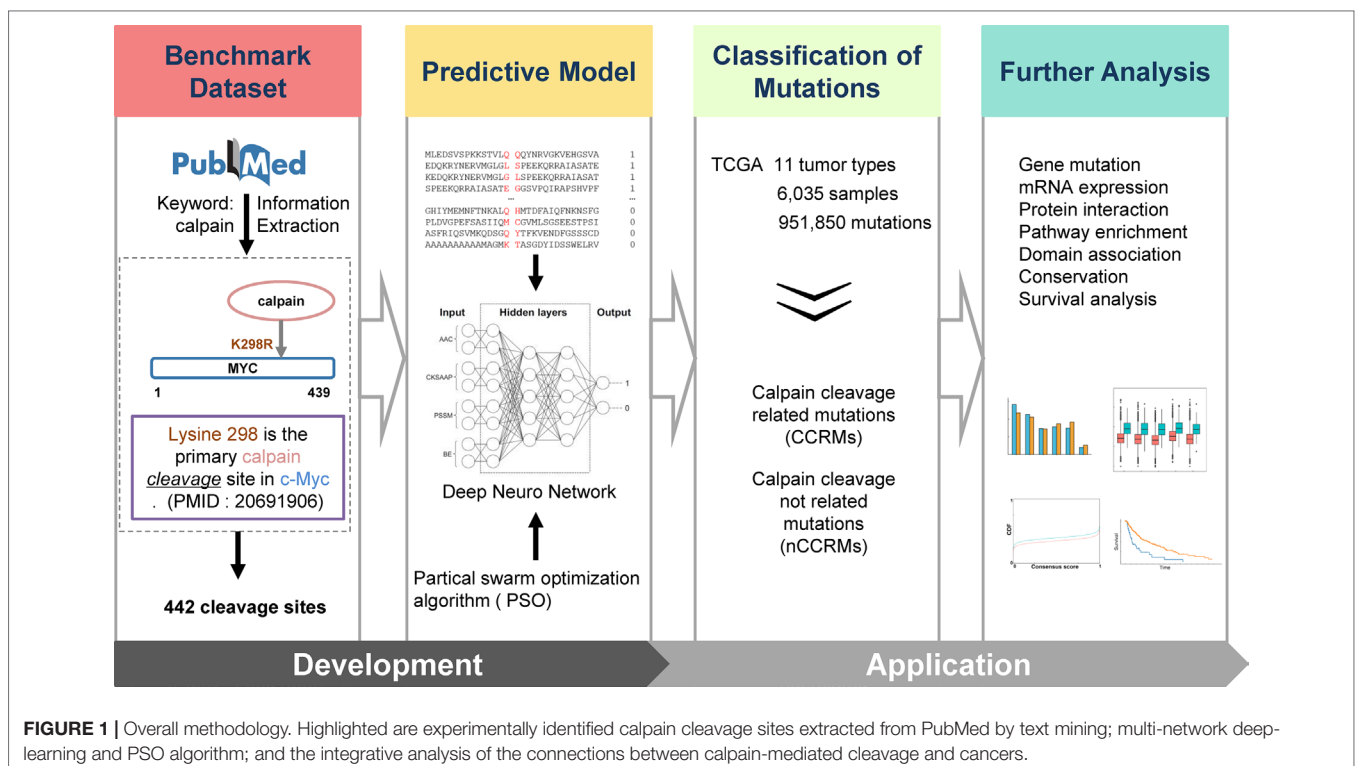 Benchmark
Dataset
PubMed
Keyword: Information
calpain Extraction
calpain
K298R
MYC
1 439
Lysine 298 is the
primary calpain
cleavage site in c-Myc
. (PMID : 20691906)
442 cleavage sites
Predictive Model
MLEDSVSPKKSTVLQ QQYNRVGKVEHGSVA 1
EDQKRYNERVMGLGL SPEEKQRRAIASATE 1
KEDQKRYNERVMGLG LSPEEKQRRAIASAT 1
SPEEKQRRAIASATE GGSVPQIRAPSHVPF 1
... ...
GHIYMEMNFTNKALQ HMTDFAIQFNKNSFG 0
PLDVGPEFSASIIQM CGVMLSGSEESTPSI 0
ASFRIQSVMKQDSGQ YTFKVENDFGSSSCD 0
AAAAAAAAAAMAGMK TASGDYIDSSWELRV 0
Input Hidden layers Output
AAC
CKSAAP
PSSM
BE
1
0
Deep Neuro Network
Partical swarm optimization
algorithm ( PSO)
Classification of
Mutations
TCGA 11 tumor types
6,035 samples
951,850 mutations
Calpain cleavage
related mutations
(CCRMs)
Calpain cleavage
not related
mutations
(nCCRMs)
Further Analysis
Gene mutation
mRNA expression
Protein interaction
Pathway enrichment
Domain association
Conservation
Survival analysis
1
CDF
0
0 Consensus score 1
Survival
Time
Development
Application
FIGURE 1 | Overall methodology. Highlighted are experimentally identified calpain cleavage sites extracted from PubMed by text mining; multi-network deep-
learning and PSO algorithm; and the integrative analysis of the connections between calpain-mediated cleavage and cancers.